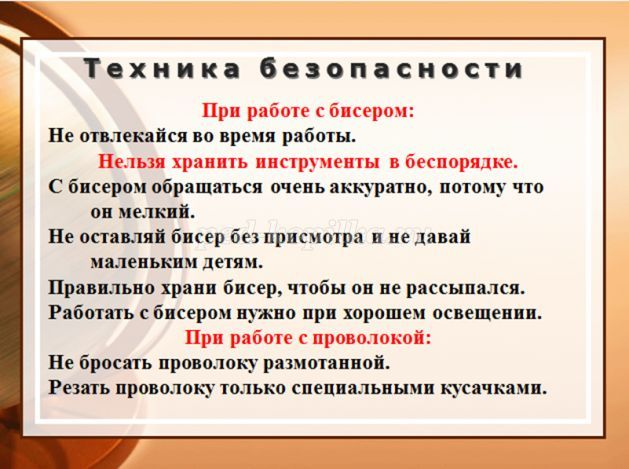 Техника безопасности
При работе с бисером:
Не отвлекайся во время работы.
Нельзя хранить инструменты в беспорядке.
С бисером обращаться очень аккуратно, потому что
он мелкий.
Не оставляй бисер без присмотра и не давай
маленьким детям.
Правильно храни бисер, чтобы он не рассыпался.
Работать с бисером нужно при хорошем освещении.
При работе с проволокой:
Не бросать проволоку размотанной.
Резать проволоку только специальными кусачками.